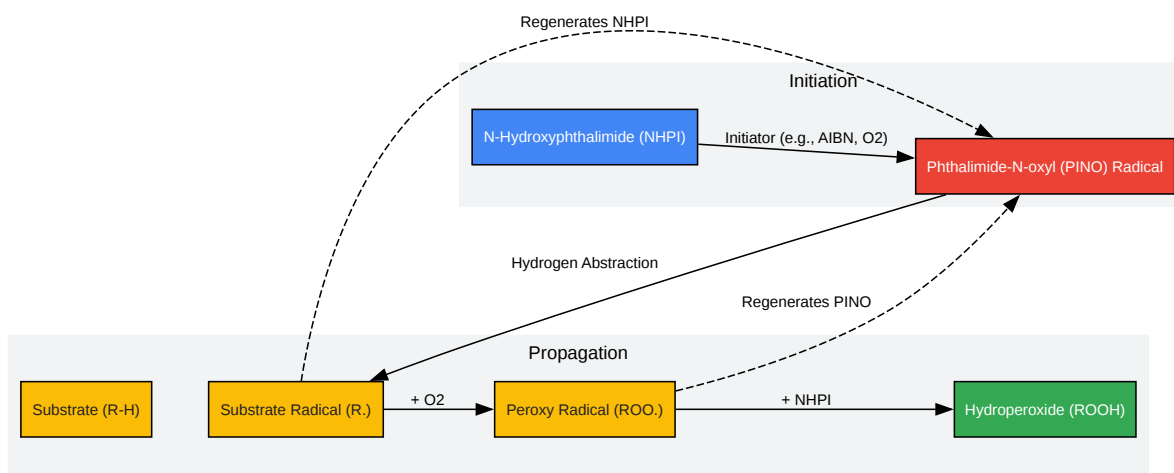 Regenerates NHPI
Initiation
N-Hydroxyphthalimide (NHPI)
Initiator (e.g., AIBN, O2)
Phthalimide-N-oxyl (PINO) Radical
Hydrogen Abstraction
Regenerates PINO
Propagation
Substrate (R-H)
Substrate Radical (R.)
+ O2
Peroxy Radical (ROO.)
+ NHPI
Hydroperoxide (ROOH)